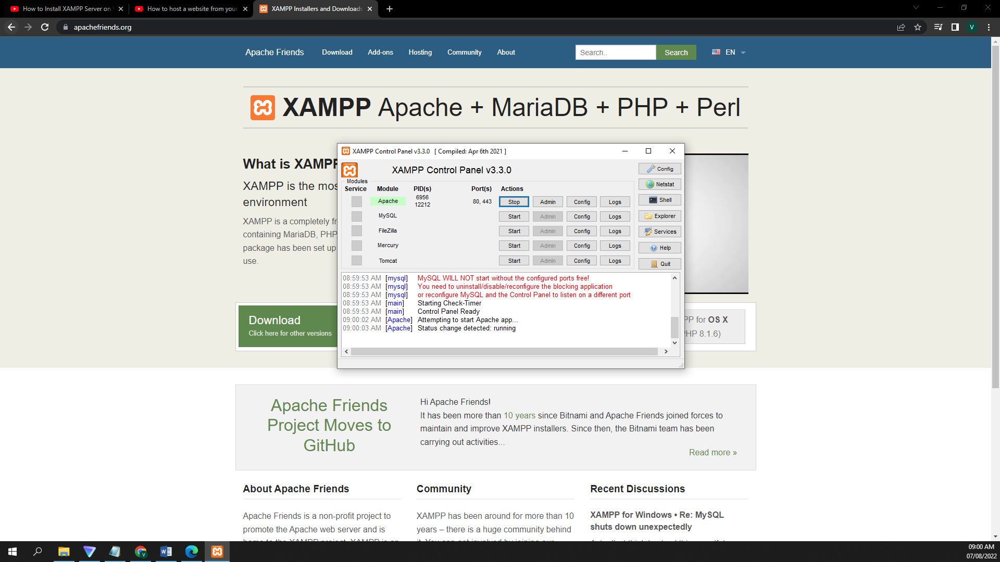 How to Install XAMPP Server on
How to host a website from your
XAMPP Installers and Downloads
apachefriends.org
V
Apache Friends
Download
Add-ons
Hosting
Community
About
Search..
Search
EN
XAMPP Apache + MariaDB + PHP + Perl
What is XAMPP
XAMPP is the mos
environment
XAMPP is a completely fr
containing MariaDB, PHP
package has been set up
use.
Download
Click here for other versions
PP for OS X
PHP 8.1.6)
XAMPP Control Panel v3.3.0 [ Compiled: Apr 6th 2021 ]
XAMPP Control Panel v3.3.0
Modules
Service Module PID(s) Port(s) Actions
Apache 6956 12212 80, 443 Stop Admin Config Logs
MySQL Start Admin Config Logs
FileZilla Start Admin Config Logs
Mercury Start Admin Config Logs
Tomcat Start Admin Config Logs
Config
Netstat
Shell
Explorer
Services
Help
Quit
08:59:53 AM [mysql] MySQL WILL NOT start without the configured ports free!
08:59:53 AM [mysql] You need to uninstall/disable/reconfigure the blocking application
08:59:53 AM [mysql] or reconfigure MySQL and the Control Panel to listen on a different port
08:59:53 AM [main] Starting Check-Timer
08:59:53 AM [main] Control Panel Ready
09:00:02 AM [Apache] Attempting to start Apache app...
09:00:03 AM [Apache] Status change detected: running
Apache Friends
Project Moves to
GitHub
Hi Apache Friends!
It has been more than 10 years since Bitnami and Apache Friends joined forces to
maintain and improve XAMPP installers. Since then, the Bitnami team has been
carrying out activities...
Read more »
About Apache Friends
Apache Friends is a non-profit project to
promote the Apache web server and is
Community
XAMPP has been around for more than 10
years – there is a huge community behind
Recent Discussions
XAMPP for Windows • Re: MySQL
shuts down unexpectedly
09:00 AM
07/08/2022